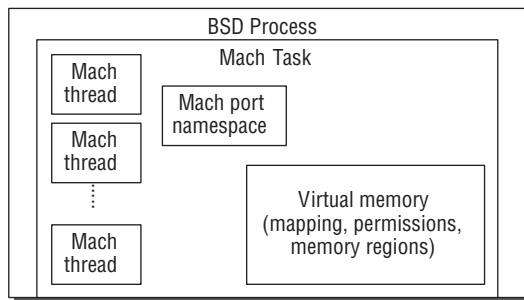 BSD Process
Mach Task
Mach
thread
Mach port
namespace
Mach
thread
Virtual memory
(mapping, permissions,
memory regions)
Mach
thread